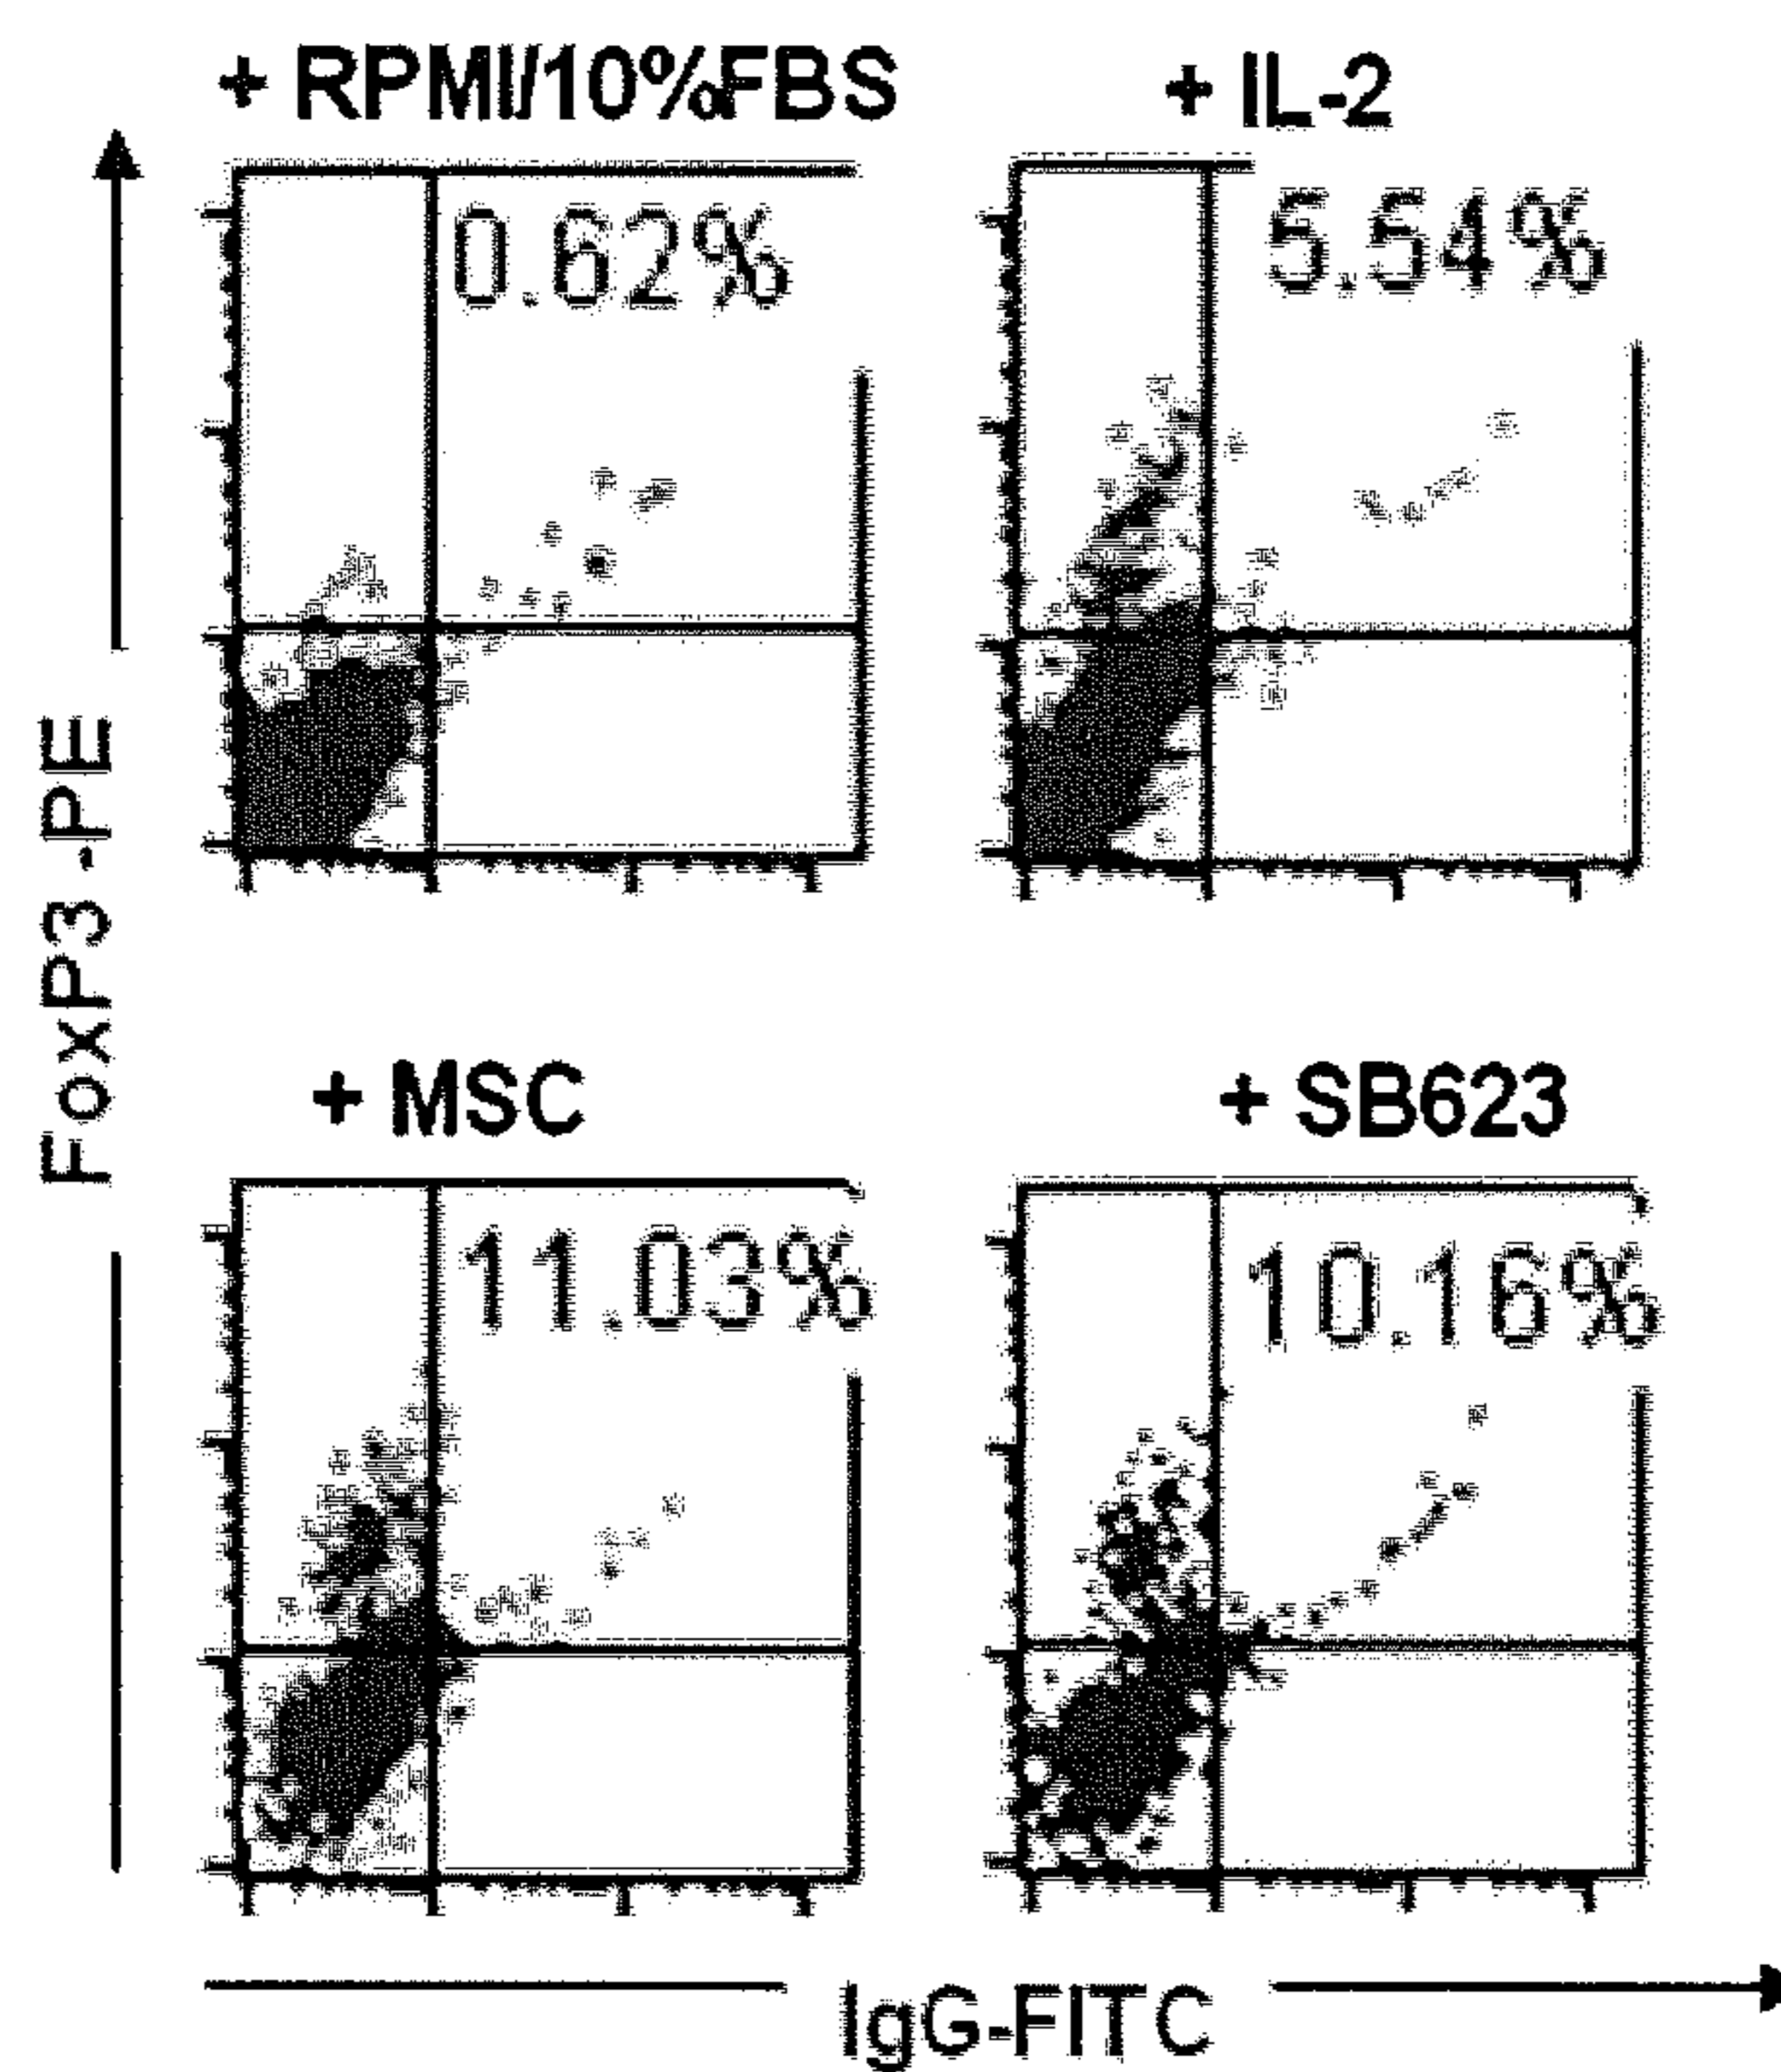 + RPMI/10%FBS
+ IL-2
0.62%
5.54%
FoxP3 -PE
+ MSC
+ SB623
11.03%
10.16%
IgG-FITC